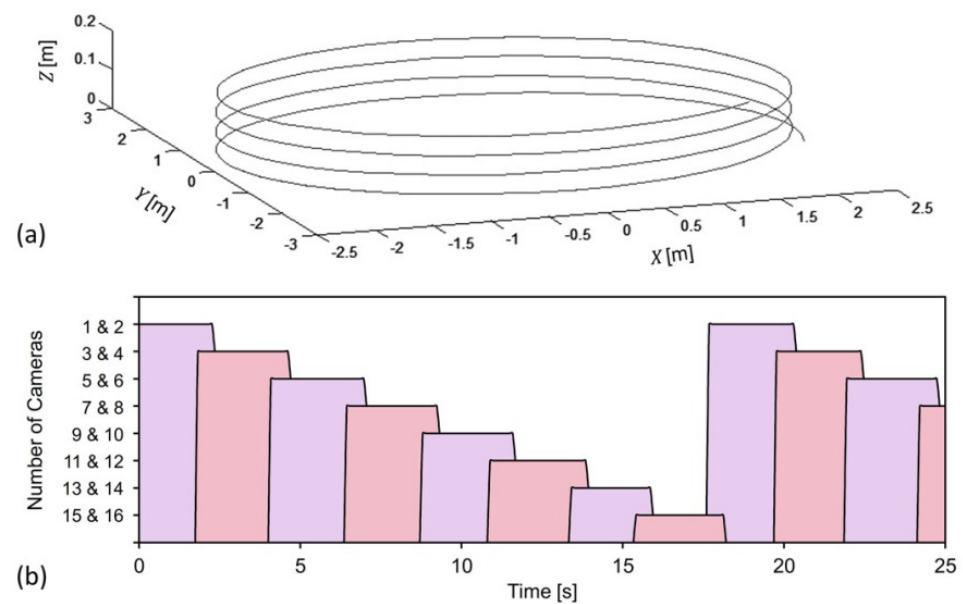 0.2
0.1
0
Z [m]
3
2
1
0
-1
-2
-3
Y [m]
-2.5
-2
-1.5
-1
-0.5
0
0.5
1
1.5
2
2.5
X [m]
(a)
Number of Cameras
1 & 2
3 & 4
5 & 6
7 & 8
9 & 10
11 & 12
13 & 14
15 & 16
0 5 10 15 20 25
Time [s]
(b)